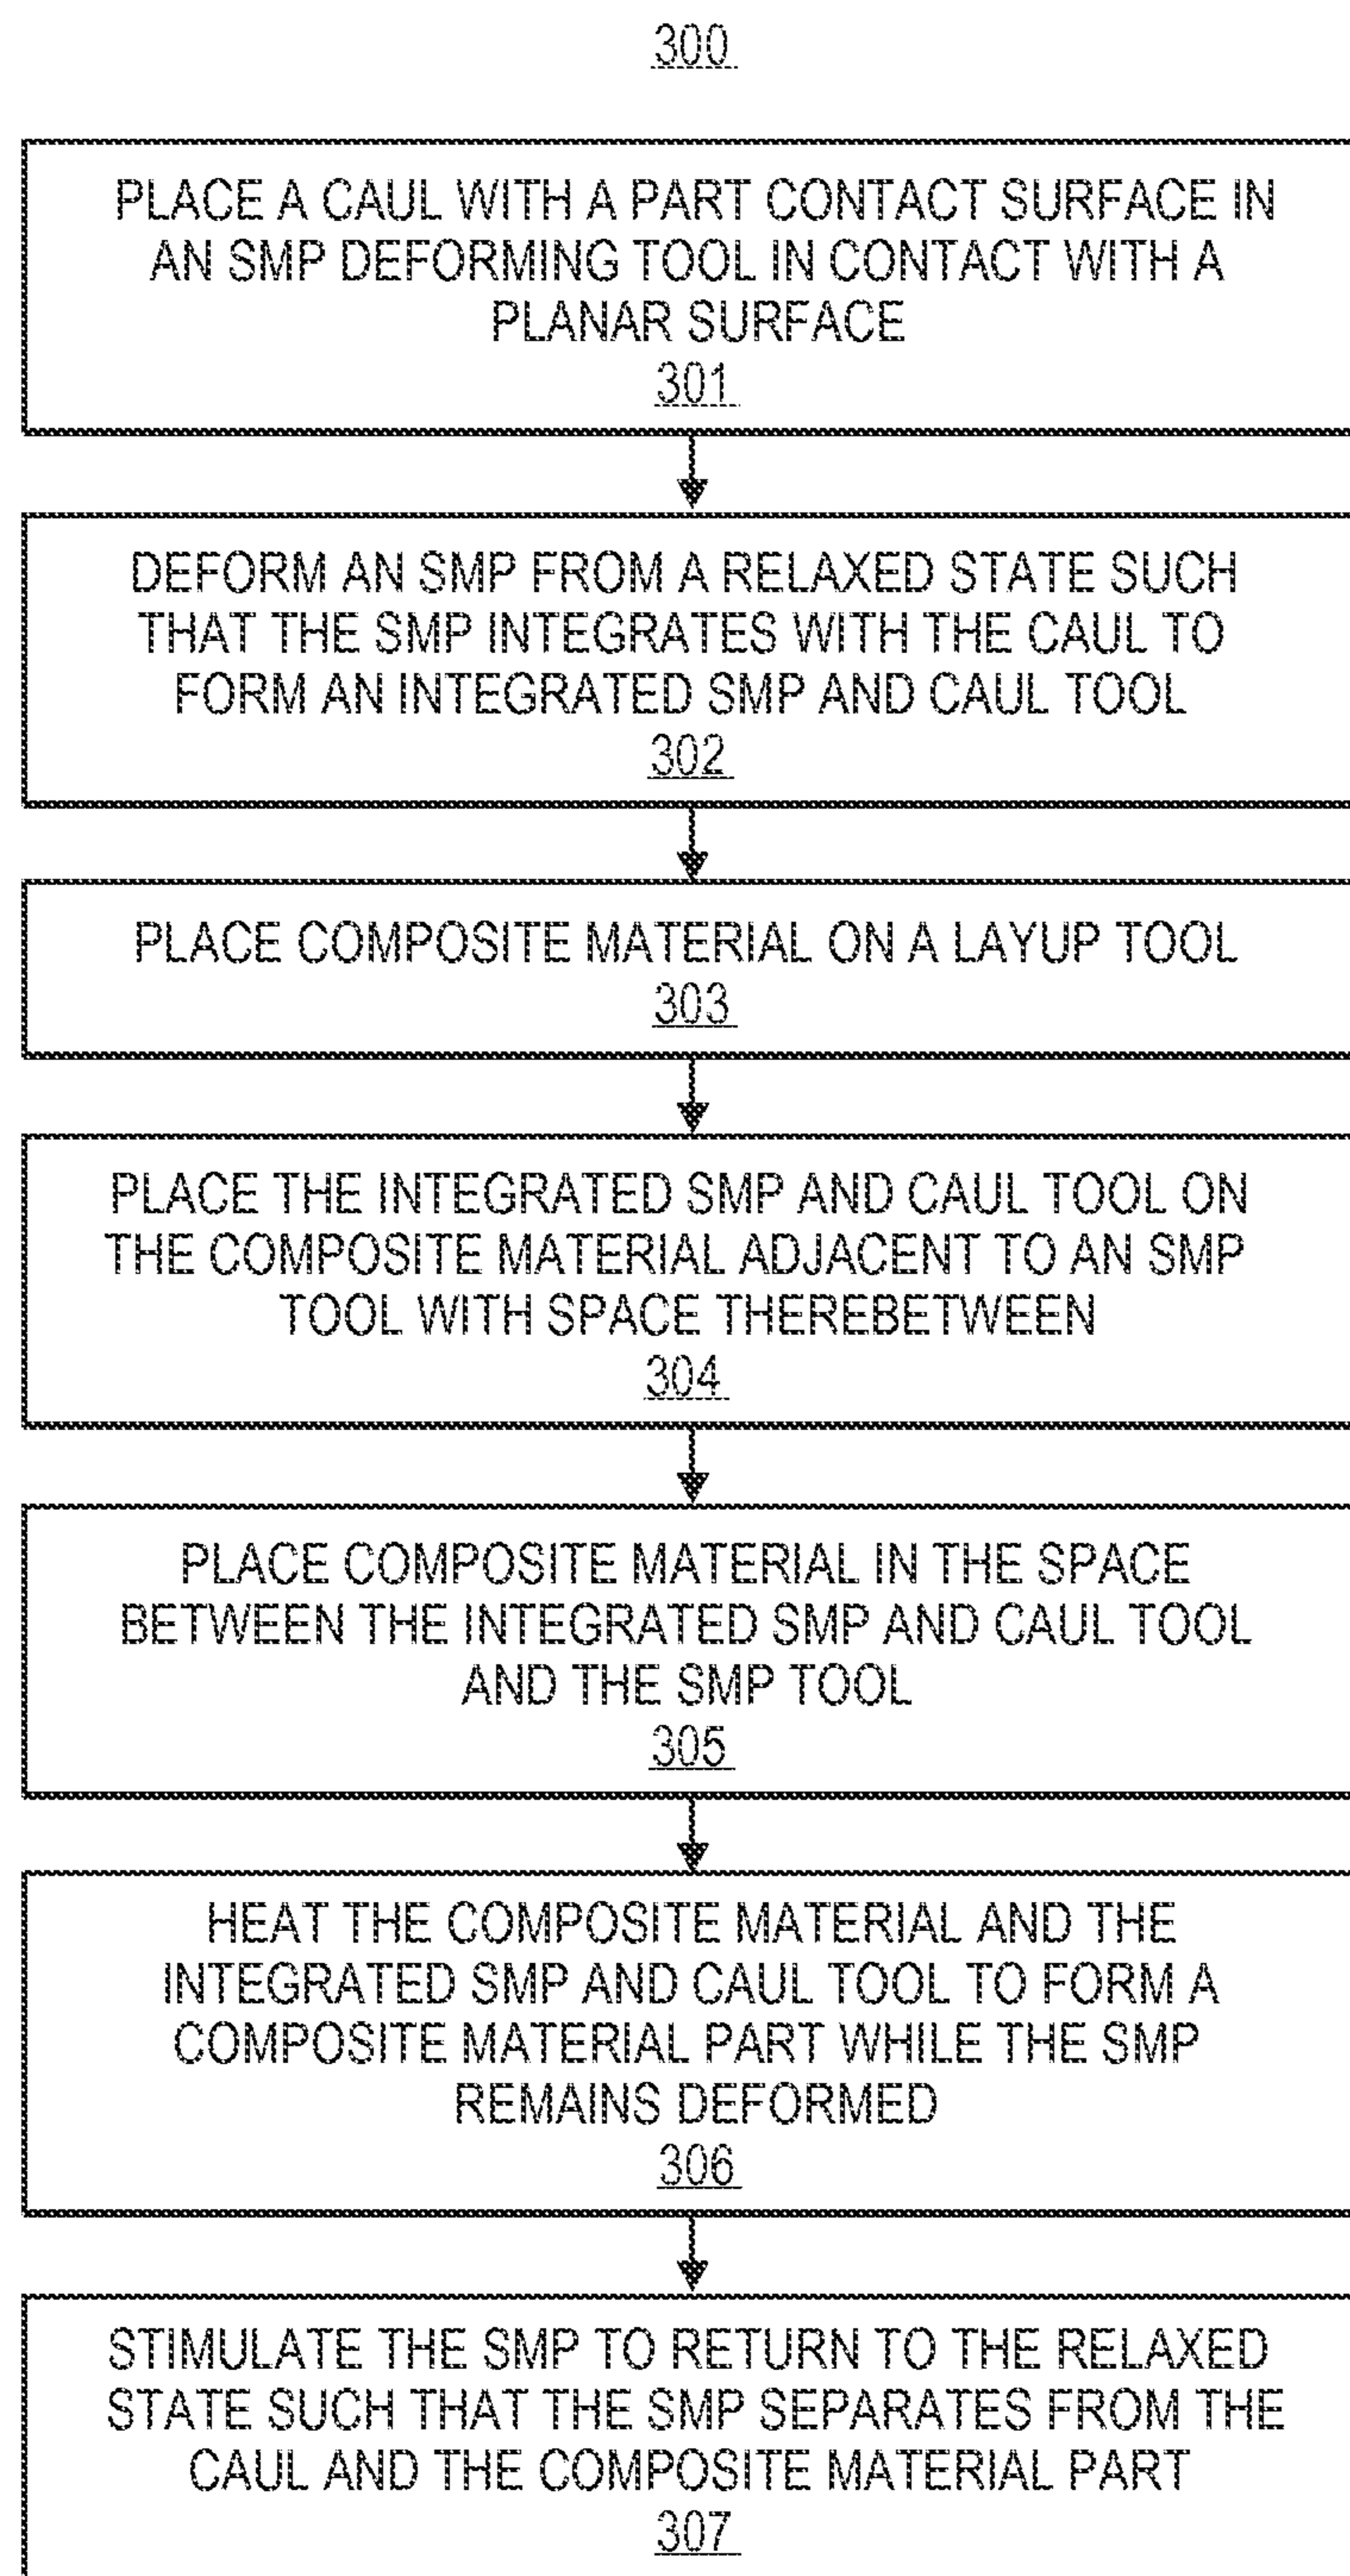 300
PLACE A CAUL WITH A PART CONTACT SURFACE IN
AN SMP DEFORMING TOOL IN CONTACT WITH A
PLANAR SURFACE
301
DEFORM AN SMP FROM A RELAXED STATE SUCH
THAT THE SMP INTEGRATES WITH THE CAUL TO
FORM AN INTEGRATED SMP AND CAUL TOOL
302
PLACE COMPOSITE MATERIAL ON A LAYUP TOOL
303
PLACE THE INTEGRATED SMP AND CAUL TOOL ON
THE COMPOSITE MATERIAL ADJACENT TO AN SMP
TOOL WITH SPACE THEREBETWEEN
304
PLACE COMPOSITE MATERIAL IN THE SPACE
BETWEEN THE INTEGRATED SMP AND CAUL TOOL
AND THE SMP TOOL
305
HEAT THE COMPOSITE MATERIAL AND THE
INTEGRATED SMP AND CAUL TOOL TO FORM A
COMPOSITE MATERIAL PART WHILE THE SMP
REMAINS DEFORMED
306
STIMULATE THE SMP TO RETURN TO THE RELAXED
STATE SUCH THAT THE SMP SEPARATES FROM THE
CAUL AND THE COMPOSITE MATERIAL PART
307